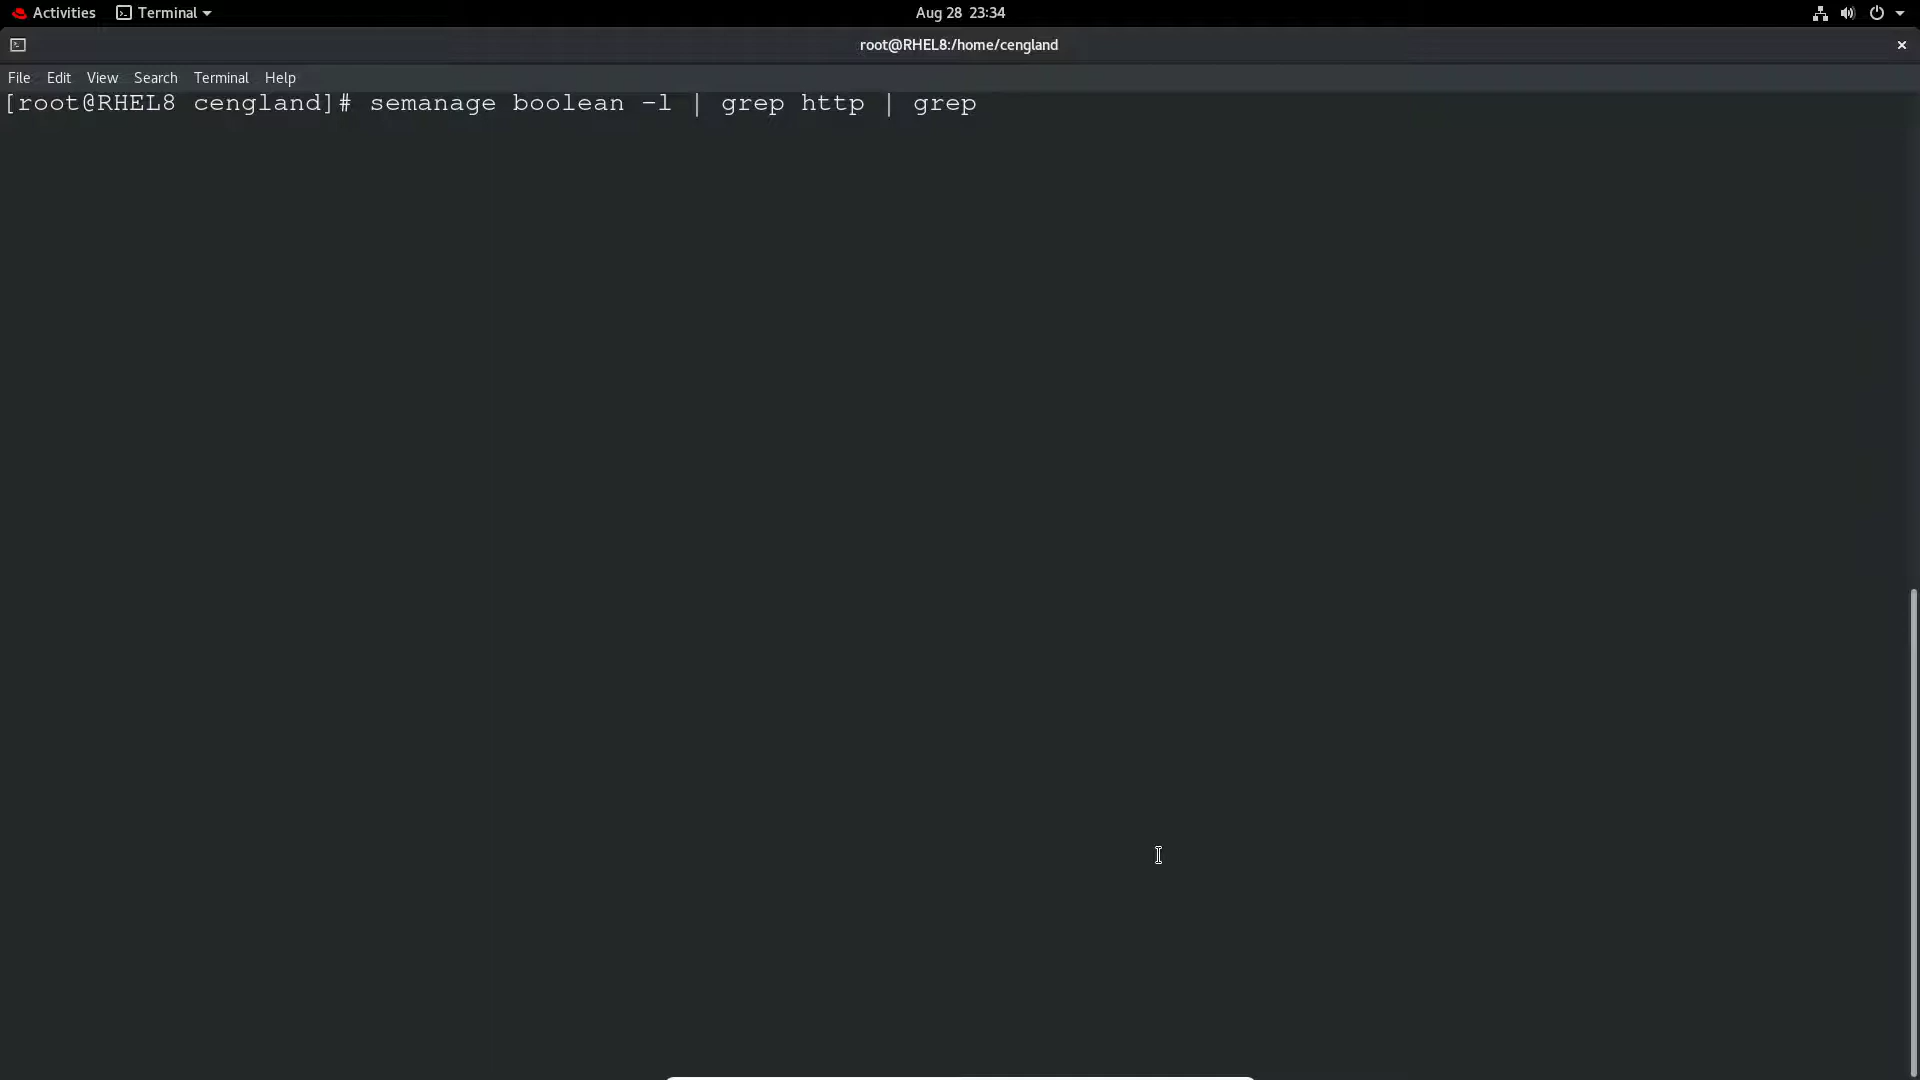 Activities Terminal Aug 28 23:34
root@RHEL8:/home/cengland
File Edit View Search Terminal Help
[root@RHEL8 cengland]# semanage boolean -l | grep http | grep